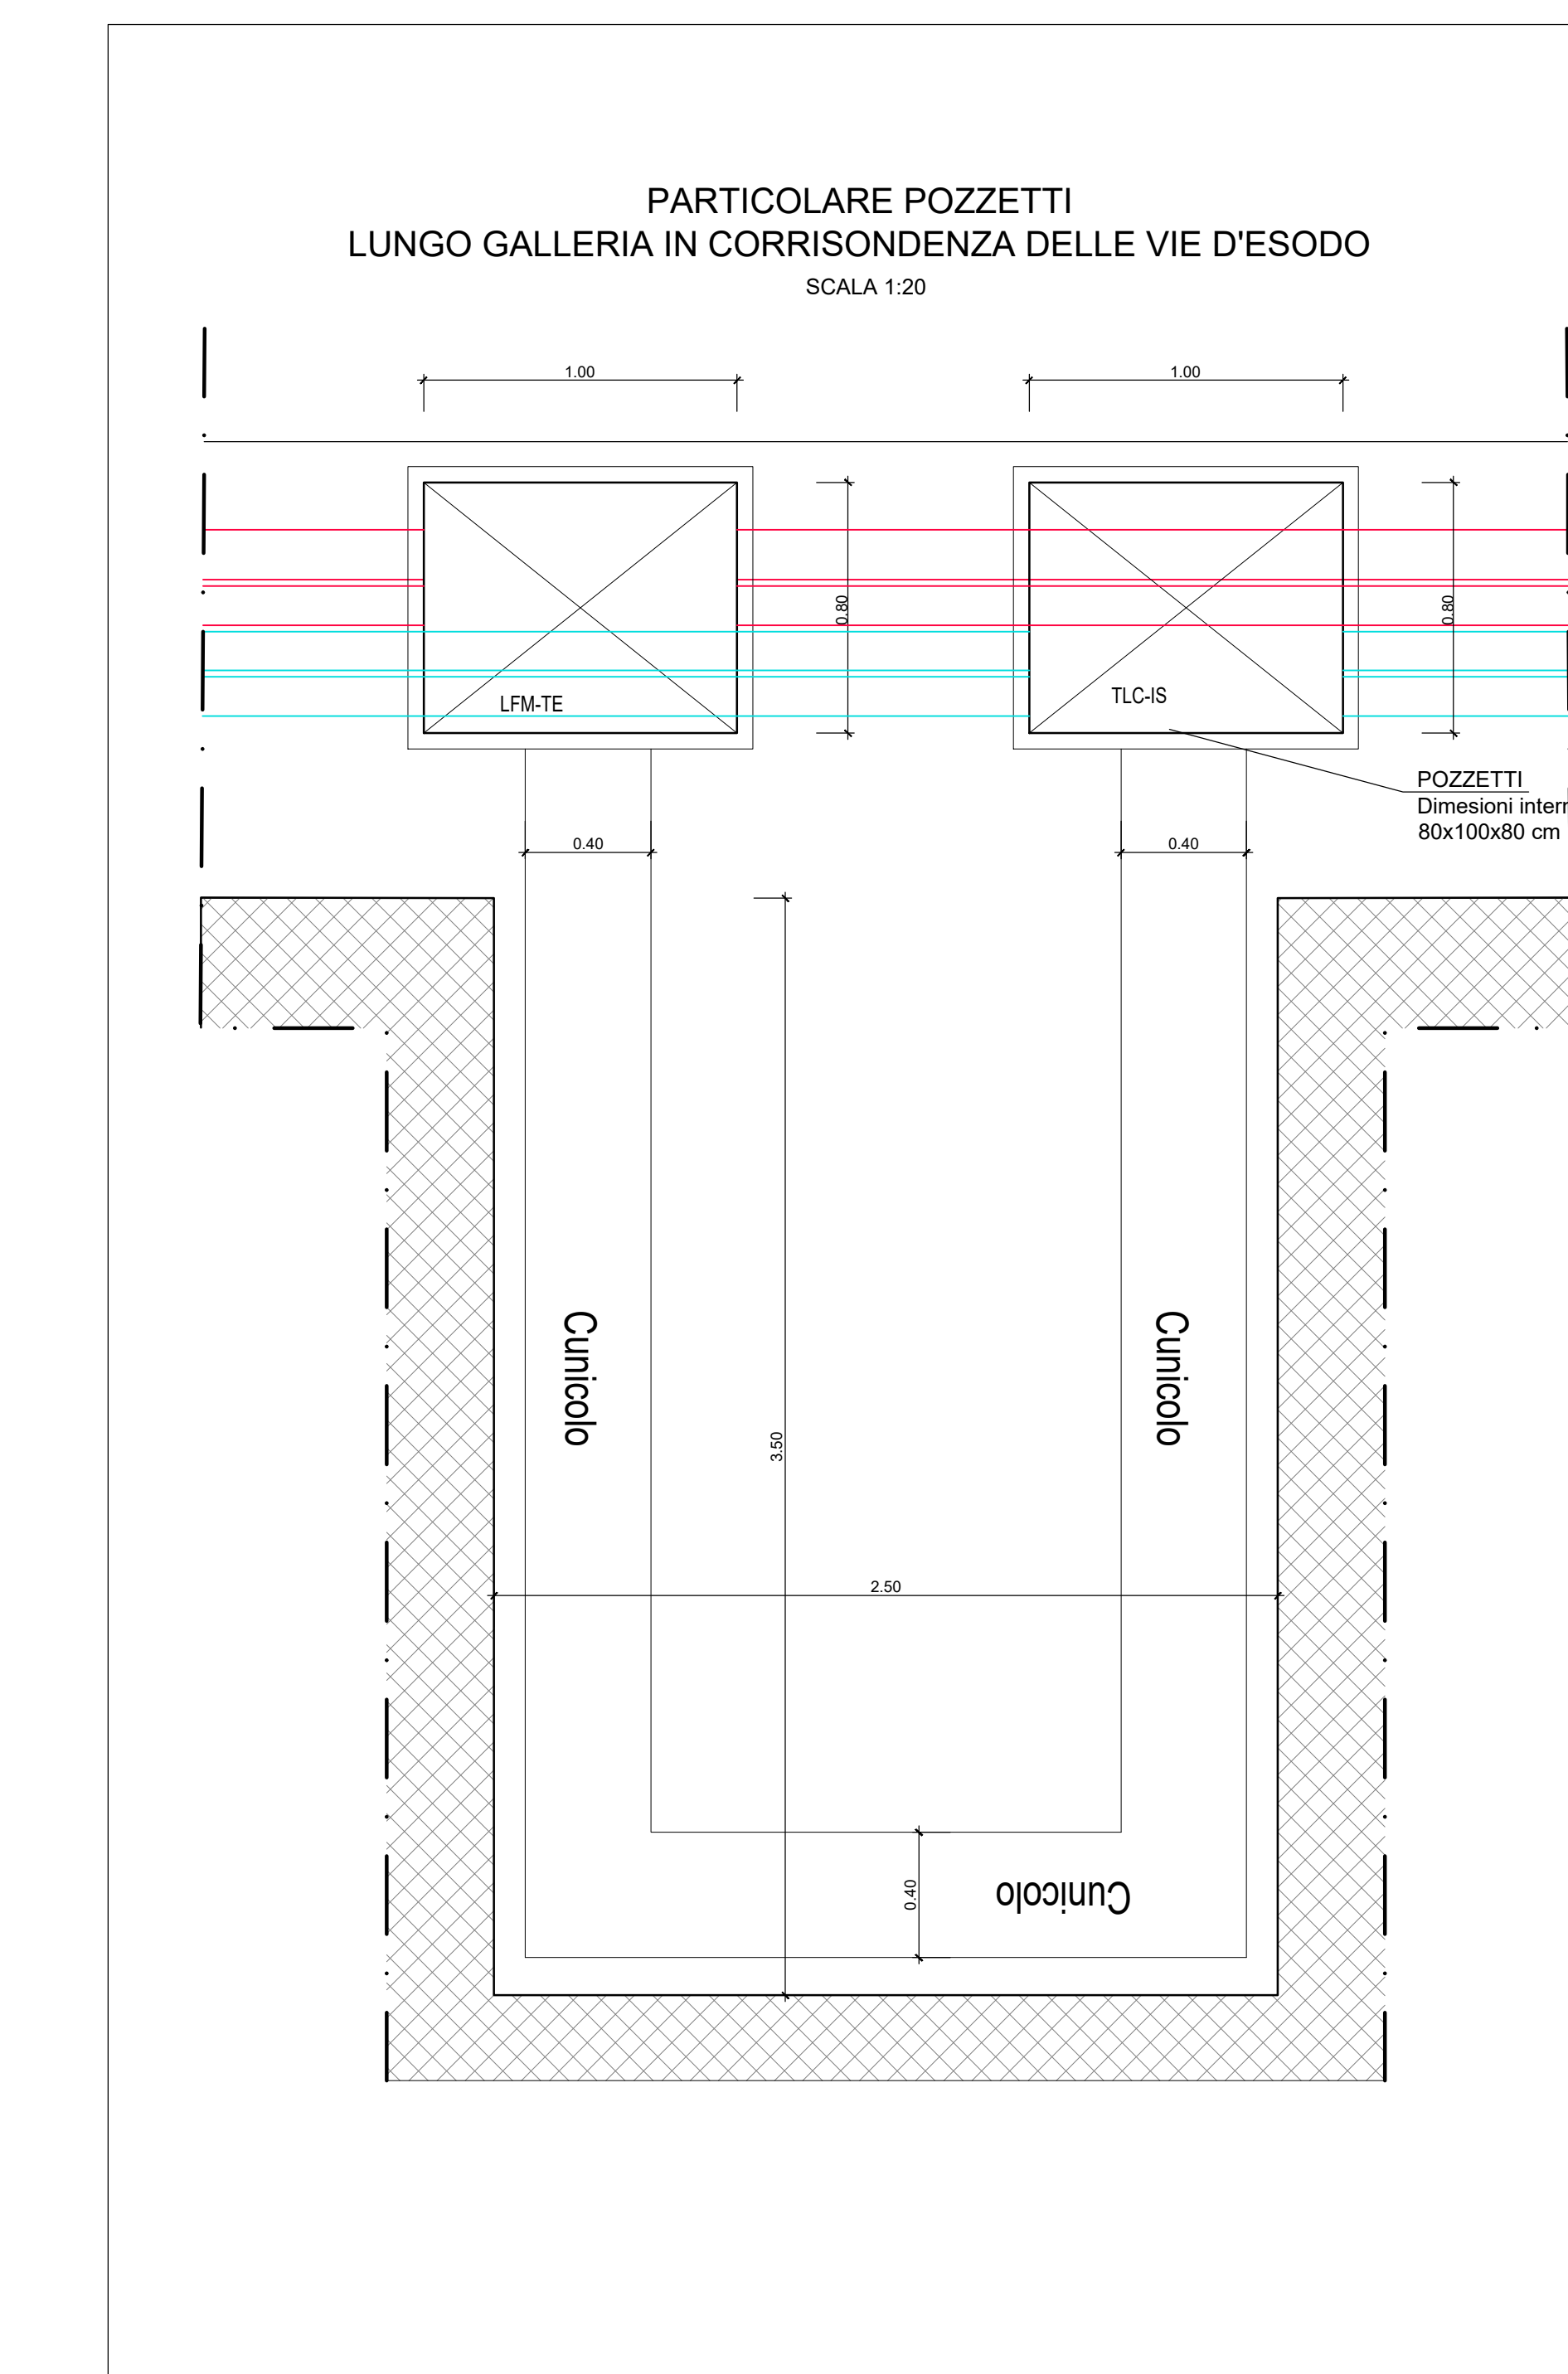 PARTICOLARE POZZETTI
LUNGO GALLERIA IN CORRISONDENZA DELLE VIE D'ESODO
SCALA 1:20
1.00
1.00
0.80
0.80
LFM-TE
TLC-IS
POZZETTI
Dimesioni
80x100x80 cm
0.40
0.40
Cunicolo
Cunicolo
3.50
2.50
0.40
Cunicolo